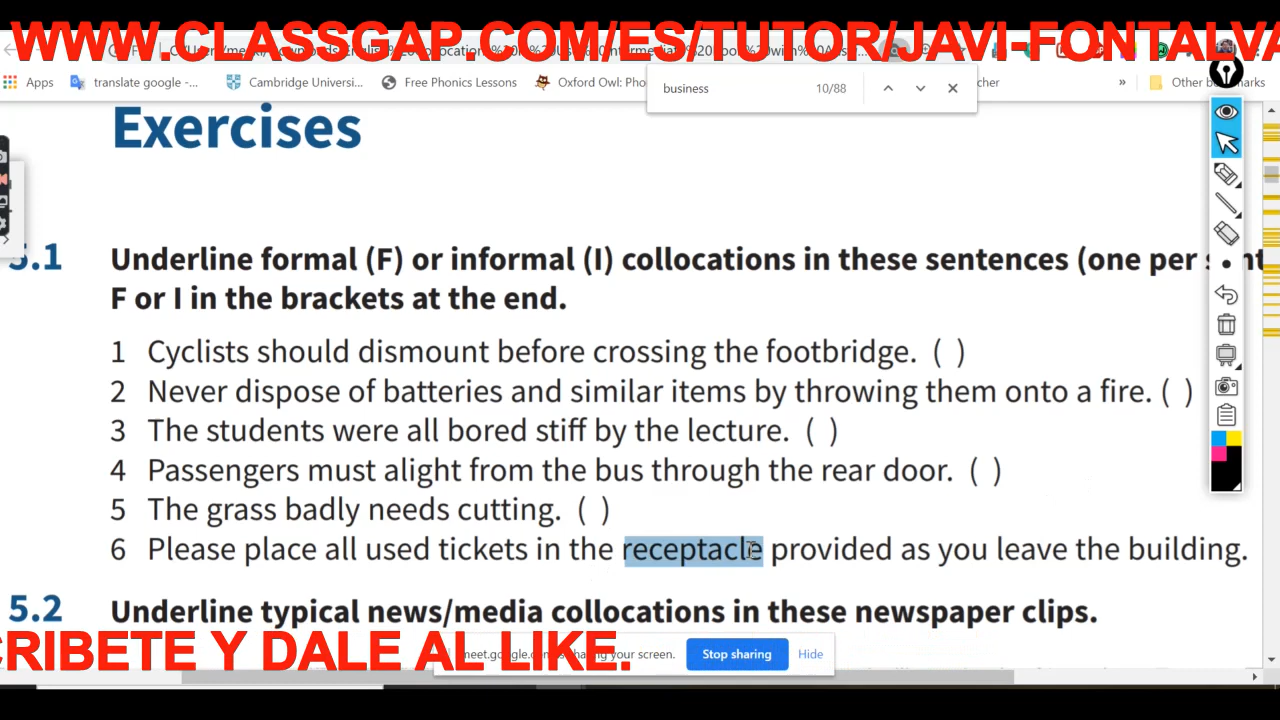 WWW.CLASSGAP.COM/ES/TUTOR/JAVI-FONTALVA
Apps translate google -... Cambridge Universi... Free Phonics Lessons Oxford Owl: Pho Other bookmarks
business 10/88
Exercises
5.1 Underline formal (F) or informal (I) collocations in these sentences (one per
F or I in the brackets at the end.
1 Cyclists should dismount before crossing the footbridge. ( )
2 Never dispose of batteries and similar items by throwing them onto a fire. ( )
3 The students were all bored stiff by the lecture. ( )
4 Passengers must alight from the bus through the rear door. ( )
5 The grass badly needs cutting. ( )
6 Please place all used tickets in the receptacle provided as you leave the building.
5.2 Underline typical news/media collocations in these newspaper clips.
CRIBETE Y DALE AL LIKE.
meet.google.com is sharing your screen. Stop sharing Hide